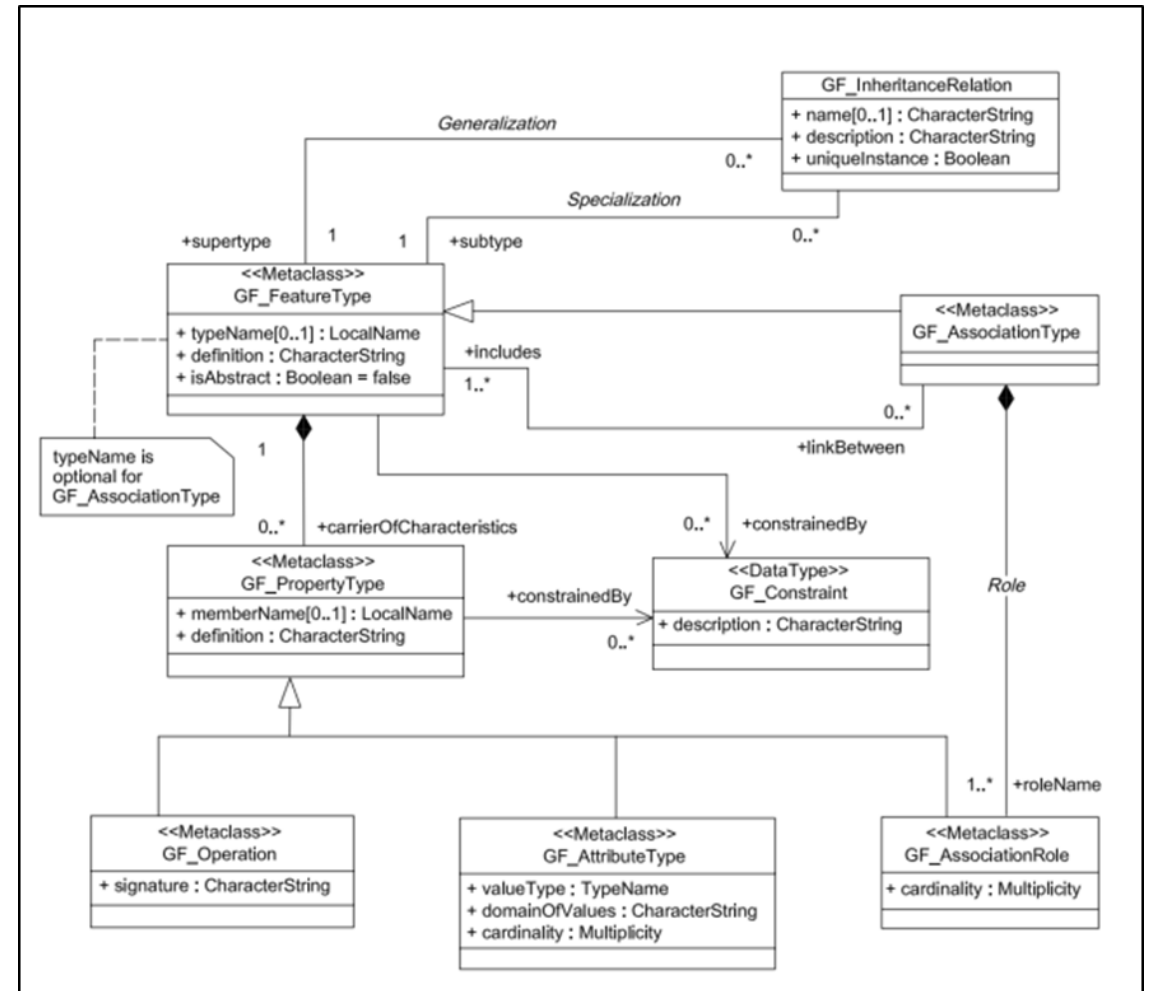 GF_InheritanceRelation
+ name[0..1] : CharacterString
+ description : CharacterString
+ uniqueInstance : Boolean
Generalization
0..*
Specialization
0..*
+supertype
1
1
+subtype
<<Metaclass>>
GF_FeatureType
+ typeName[0..1] : LocalName
+ definition : CharacterString
+ isAbstract : Boolean = false
<<Metaclass>>
GF_AssociationType
+includes
1..*
0..*
+linkBetween
typeName is
optional for
GF_AssociationType
1
0..*
+carrierOfCharacteristics
0..*
+constrainedBy
<<Metaclass>>
GF_PropertyType
+ memberName[0..1] : LocalName
+ definition : CharacterString
+constrainedBy
0..*
<<DataType>>
GF_Constraint
+ description : CharacterString
Role
1..*
+roleName
<<Metaclass>>
GF_Operation
+ signature : CharacterString
<<Metaclass>>
GF_AttributeType
+ valueType : TypeName
+ domainOfValues : CharacterString
+ cardinality : Multiplicity
<<Metaclass>>
GF_AssociationRole
+ cardinality : Multiplicity